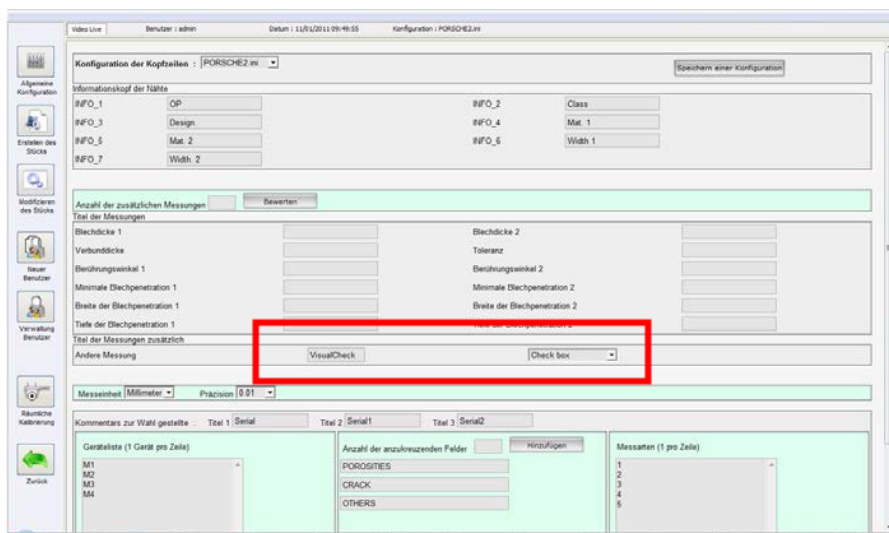 Video Live Benutzer : admin Datum : 11/01/2011 09:49:55 Konfiguration : PORSCHE2.ini
Allgemeine Konfiguration
Erstellen des Stücks
Modifizieren des Stücks
Neuer Benutzer
Verwaltung Benutzer
Räumliche Kalibrierung
Zurück
Konfiguration der Kopfzeilen : PORSCHE2.ini Speichern einer Konfiguration
Informationskopf der Nähte
INFO_1 OP INFO_2 Class
INFO_3 Design INFO_4 Mat. 1
INFO_5 Mat. 2 INFO_6 Width 1
INFO_7 Width. 2
Anzahl der zusätzlichen Messungen Bewerten
Titel der Messungen
Blechdicke 1 Blechdicke 2
Verbunddicke Toleranz
Berührungswinkel 1 Berührungswinkel 2
Minimale Blechpenetration 1 Minimale Blechpenetration 2
Breite der Blechpenetration 1 Breite der Blechpenetration 2
Tiefe der Blechpenetration 1
Titel der Messungen zusätzlich
Andere Messung VisualCheck Check box
Messeinheit Millimeter Präzision 0.01
Kommentars zur Wahl gestellte : Titel 1 Serial Titel 2 Serial1 Titel 3 Serial2
Geräteliste (1 Gerät pro Zeile)
M1
M2
M3
M4
Anzahl der anzukreuzenden Felder Hinzufügen
POROSITIES
CRACK
OTHERS
Messarten (1 pro Zeile)
1
2
3
4
5